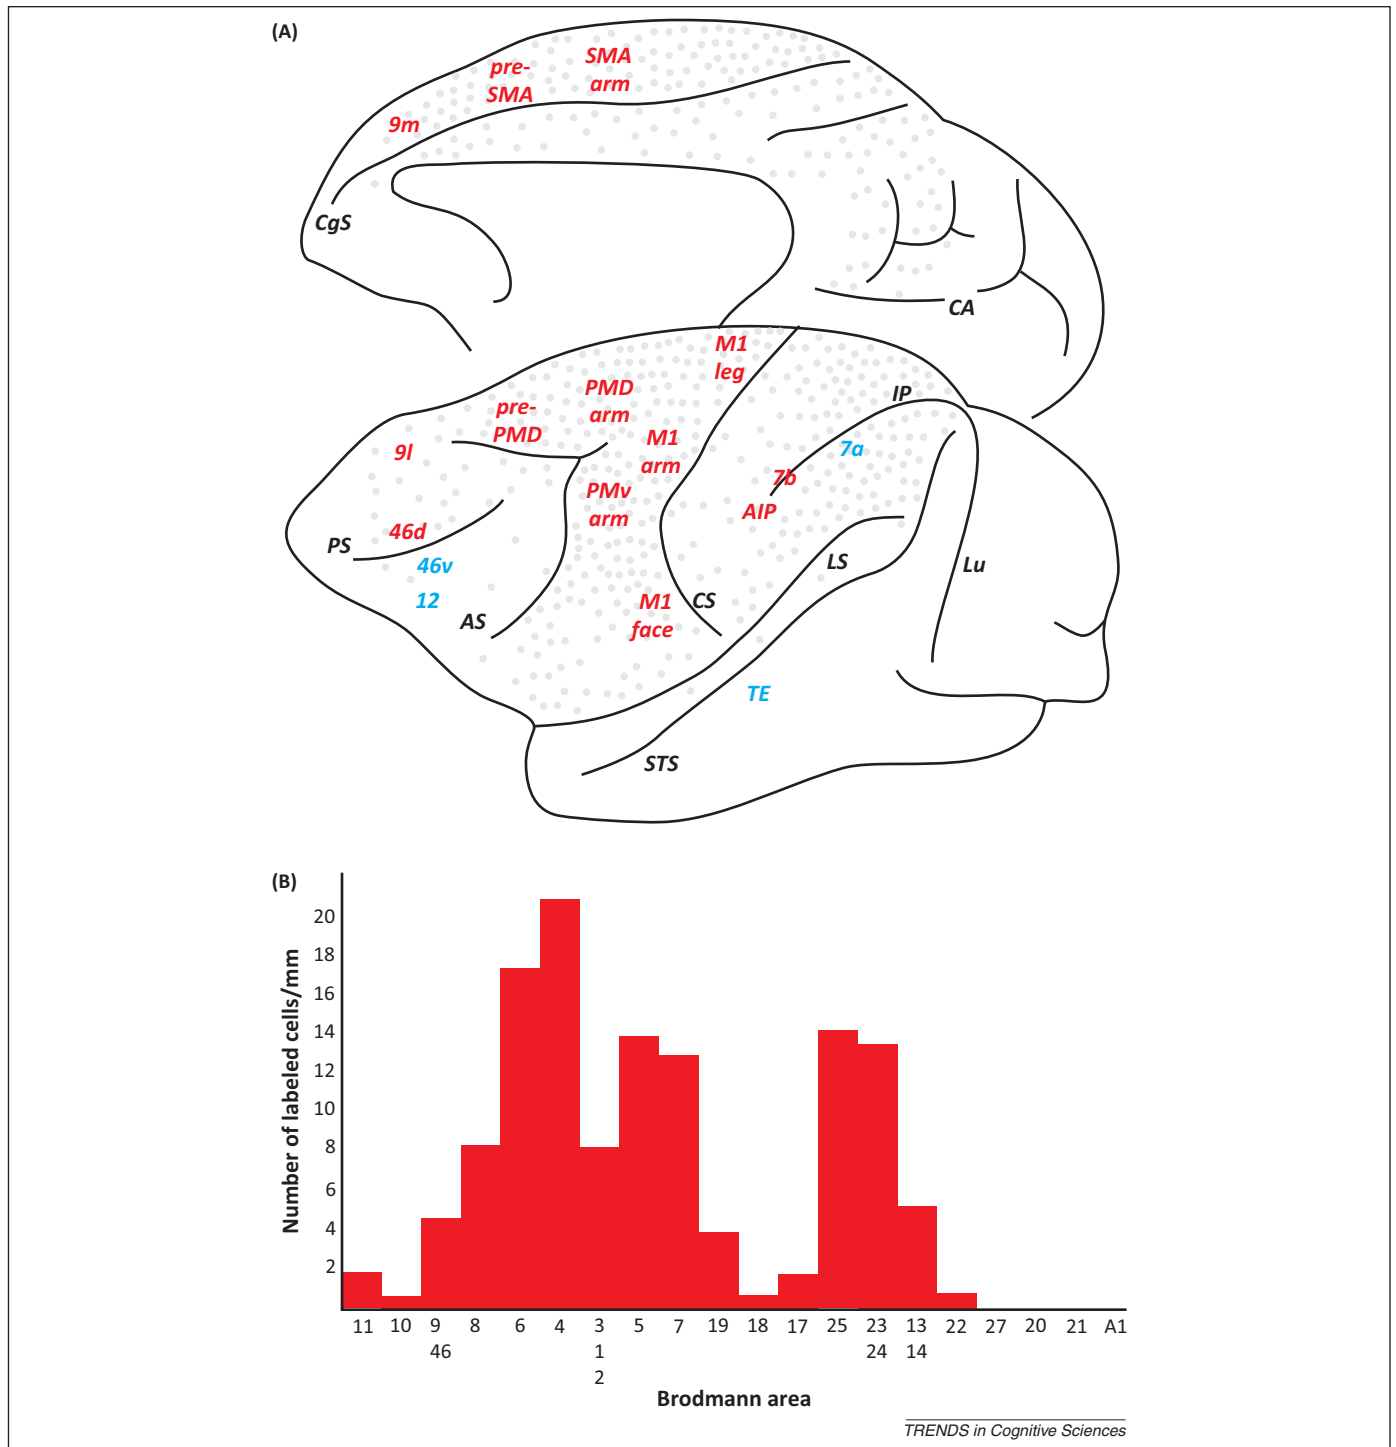 (A)
SMA
arm
pre-
SMA
9m
CgS
CA
M1
leg
PMD
arm
pre-
PMD
IP
9l
M1
arm
7a
7b
PMv
arm
AIP
46d
PS
46v
LS
Lu
12
AS
M1
face
CS
TE
STS
(B)
Number of labeled cells/mm
20
18
16
14
12
10
8
6
4
2
11 10 9 8 6 4 3 5 7 19 18 17 25 23 13 22 27 20 21 A1
46 1 24 14
2
Brodmann area
TRENDS in Cognitive Sciences